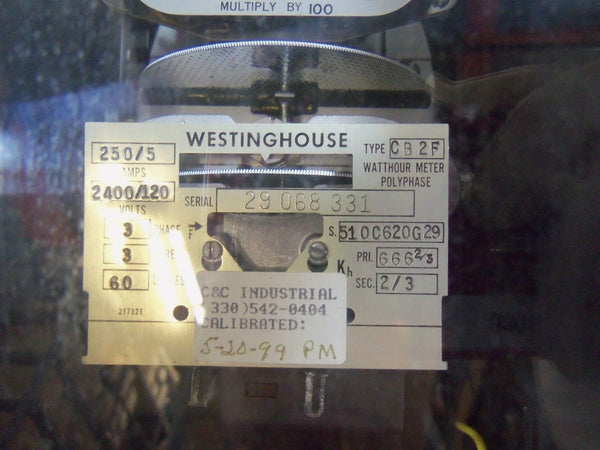 MULTIPLY BY 100
WESTINGHOUSE
250/5
AMPS
2400/120
VOLTS
3 PHASE
3
60
21732E
TYPE CB2F
WATTHOUR METER
POLYPHASE
SERIAL 29 068 331
F
S. 510C620G29
Kh
PRI. 666 2/3
SEC. 2/3
C&C INDUSTRIAL
330)542-0404
CALIBRATED:
5-20-99 PM